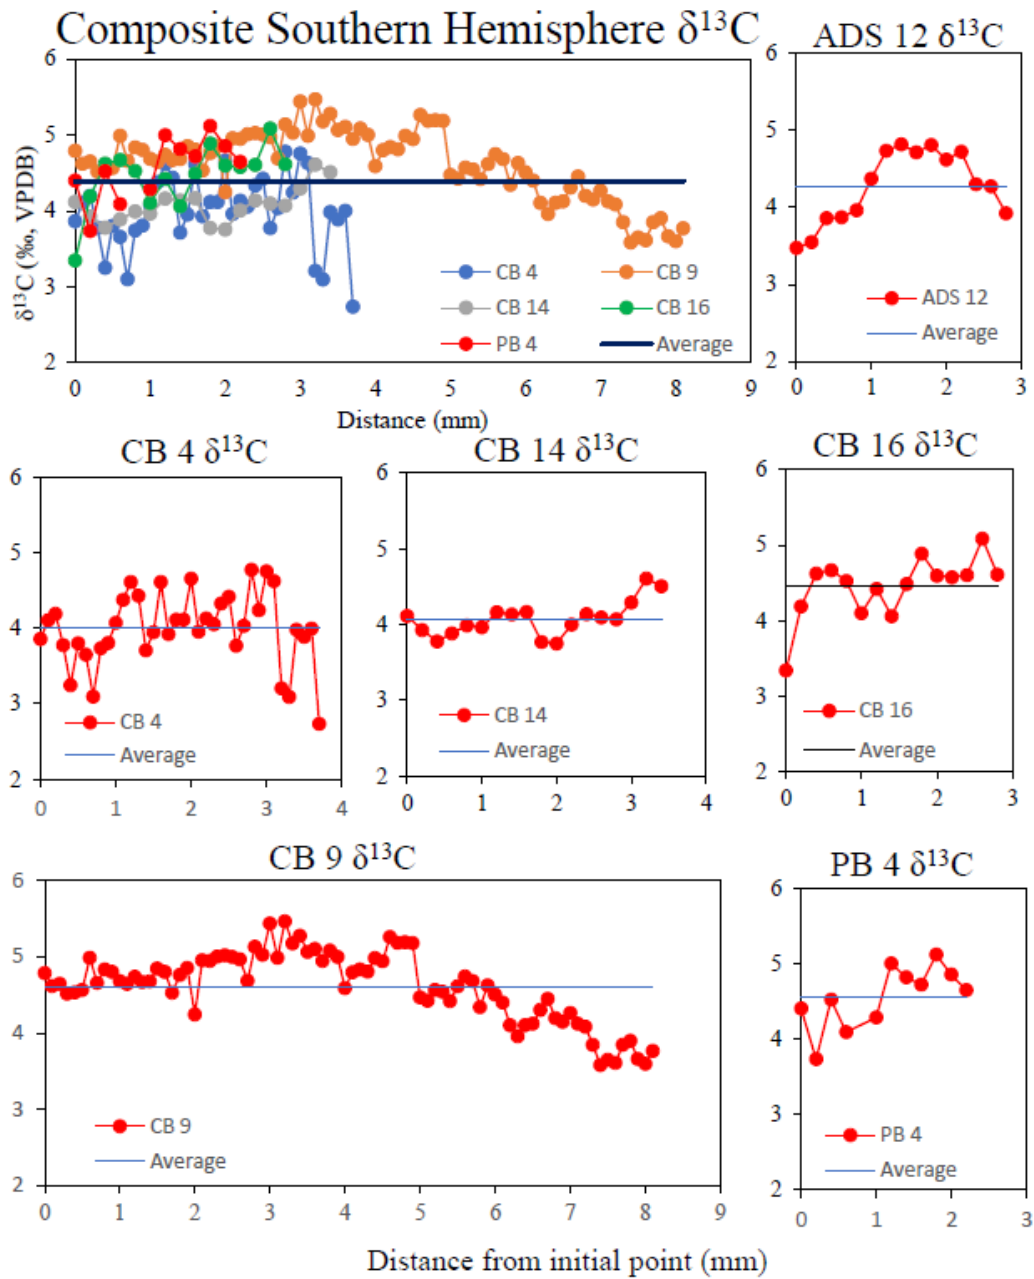 Composite Southern Hemisphere δ¹³C
6
5
4
3
2
δ¹³C (‰, VPDB)
CB 4
CB 9
CB 14
CB 16
PB 4
Average
0 1 2 3 4 5 6 7 8 9
Distance (mm)
ADS 12 δ¹³C
6
5
4
3
2
ADS 12
Average
0 1 2 3
CB 4 δ¹³C
6
5
4
3
2
CB 4
Average
0 1 2 3 4
CB 14 δ¹³C
6
5
4
3
2
CB 14
Average
0 1 2 3 4
CB 16 δ¹³C
6
5
4
3
2
CB 16
Average
0 1 2 3
CB 9 δ¹³C
6
5
4
3
2
CB 9
Average
0 1 2 3 4 5 6 7 8 9
PB 4 δ¹³C
6
5
4
3
2
PB 4
Average
0 1 2 3
Distance from initial point (mm)